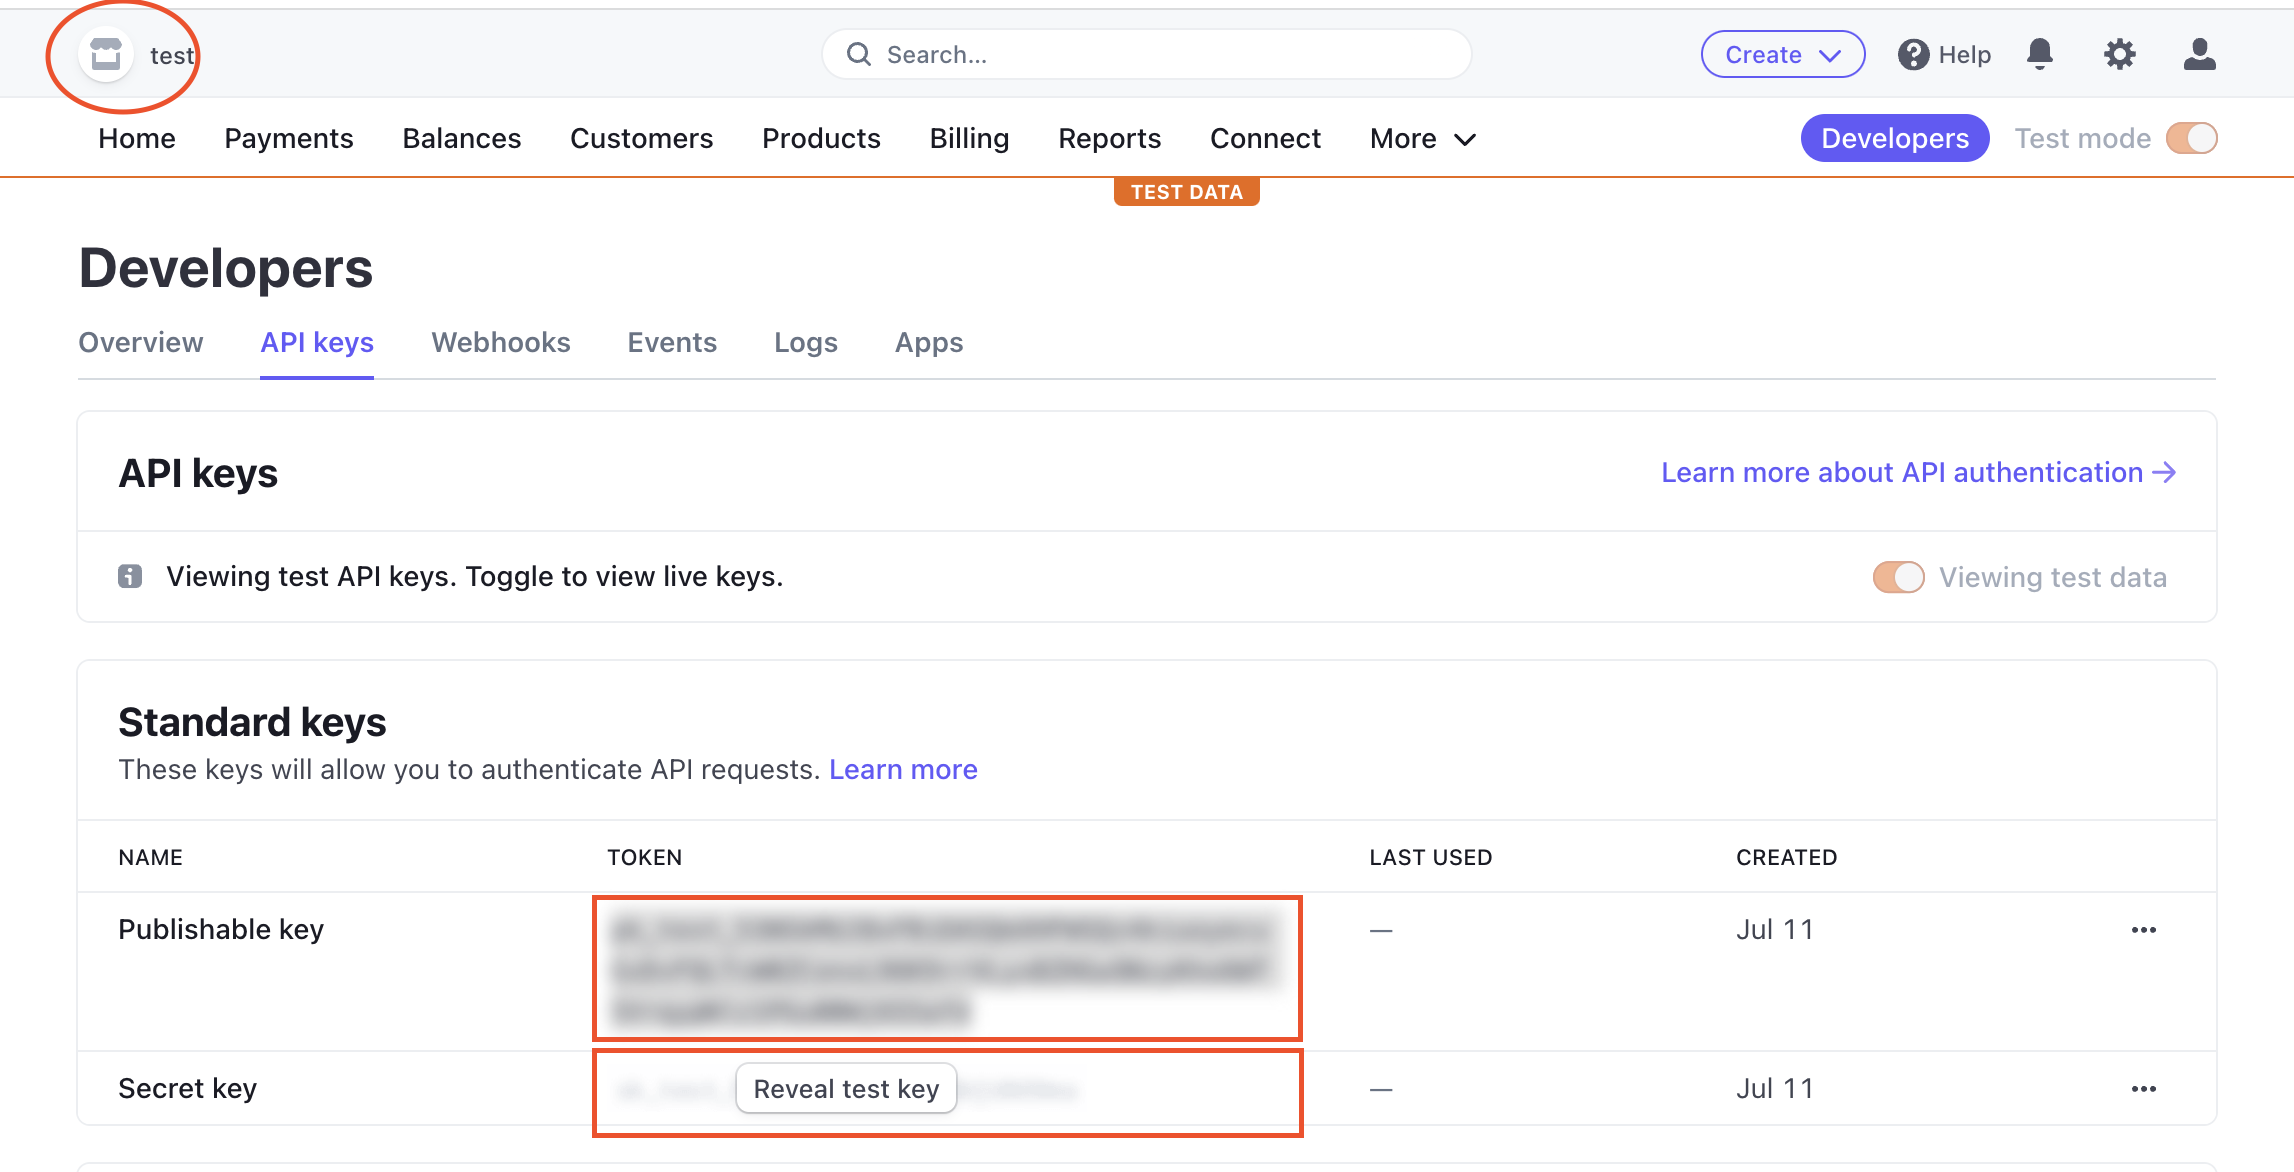 test
Search...
Create
Help
Home Payments Balances Customers Products Billing Reports Connect More Developers Test mode
TEST DATA
Developers
Overview API keys Webhooks Events Logs Apps
API keys Learn more about API authentication →
Viewing test API keys. Toggle to view live keys. Viewing test data
Standard keys
These keys will allow you to authenticate API requests. Learn more
NAME TOKEN LAST USED CREATED
Publishable key — Jul 11 •••
Secret key Reveal test key — Jul 11 •••